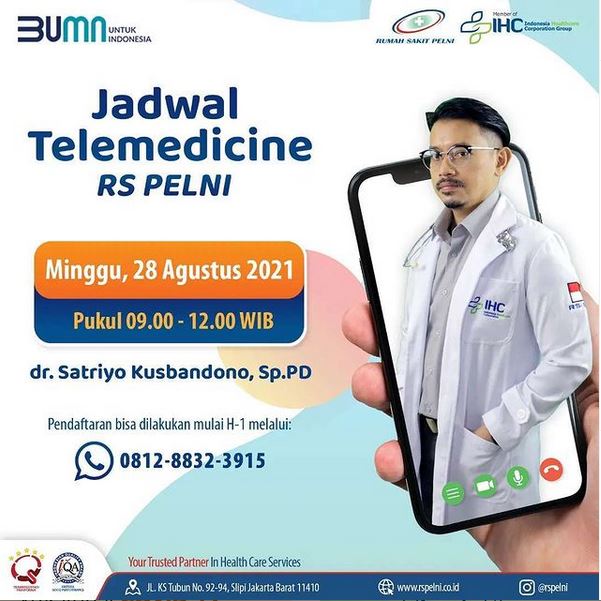 BUMN UNTUK
INDONESIA
RUMAH SAKIT PELNI
Member of
IHC Indonesia Healthcare
Corporation Group
Jadwal
Telemedicine
RS PELNI
Minggu, 28 Agustus 2021
Pukul 09.00 - 12.00 WIB
dr. Satriyo Kusbandono, Sp.PD
Pendaftaran bisa dilakukan mulai H-1 melalui:
0812-8832-3915
IHC
Your Trusted Partner In Health Care Services
JL. KS Tubun No. 92-94, Slipi Jakarta Barat 11410
www.rspelni.co.id
@rspelni